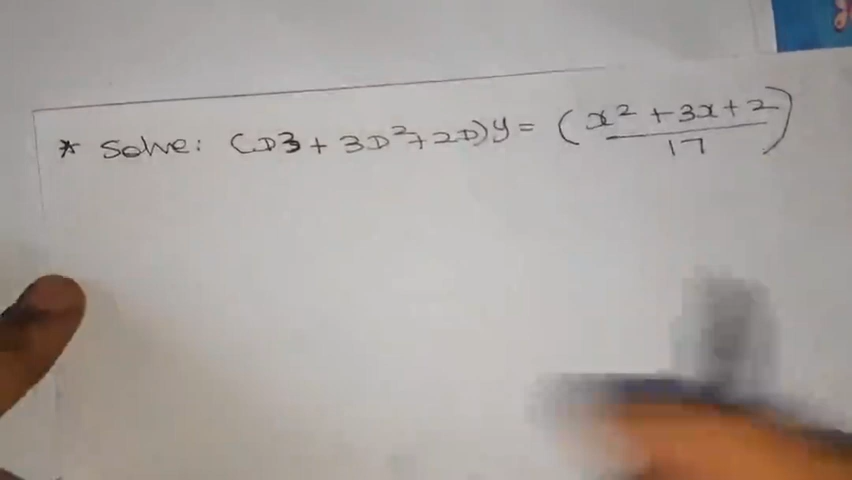 * Solve: (D3 + 3D²+2D)y = (x² + 3x + 2 / 17)